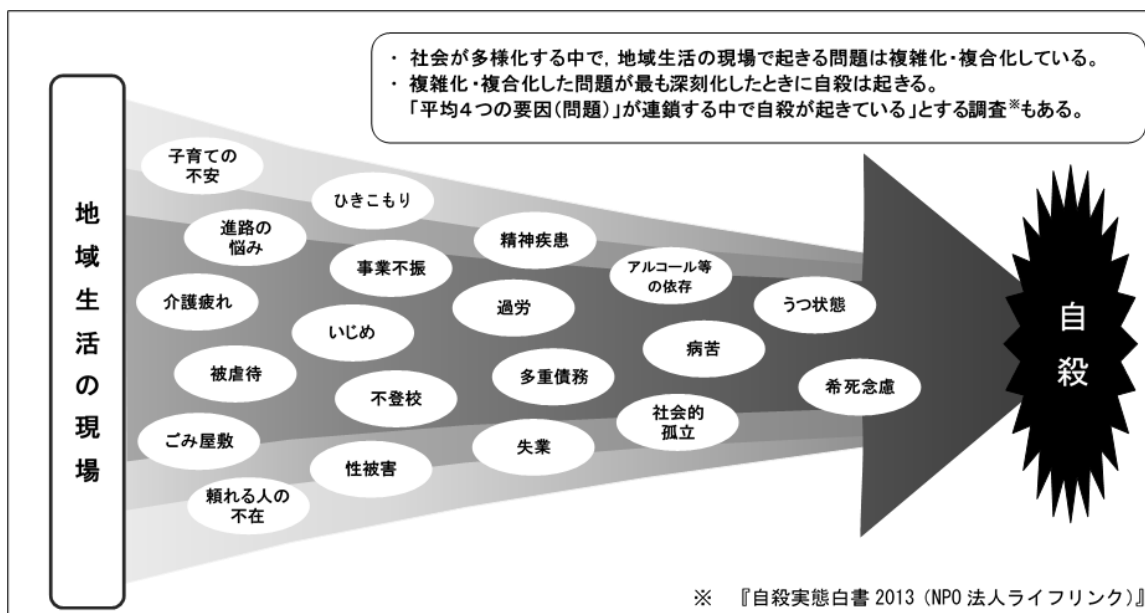 ・ 社会が多様化する中で，地域生活の現場で起きる問題は複雑化・複合化している。
・ 複雑化・複合化した問題が最も深刻化したときに自殺は起きる。
「平均４つの要因（問題）」が連鎖する中で自殺が起きている」とする調査※もある。
地域生活の現場
子育ての
不安
ひきこもり
進路の
悩み
精神疾患
事業不振
アルコール等
の依存
介護疲れ
過労
うつ状態
いじめ
病苦
被虐待
多重債務
不登校
希死念慮
社会的
孤立
ごみ屋敷
失業
性被害
頼れる人の
不在
自殺
※ 『自殺実態白書 2013（NPO 法人ライフリンク）』